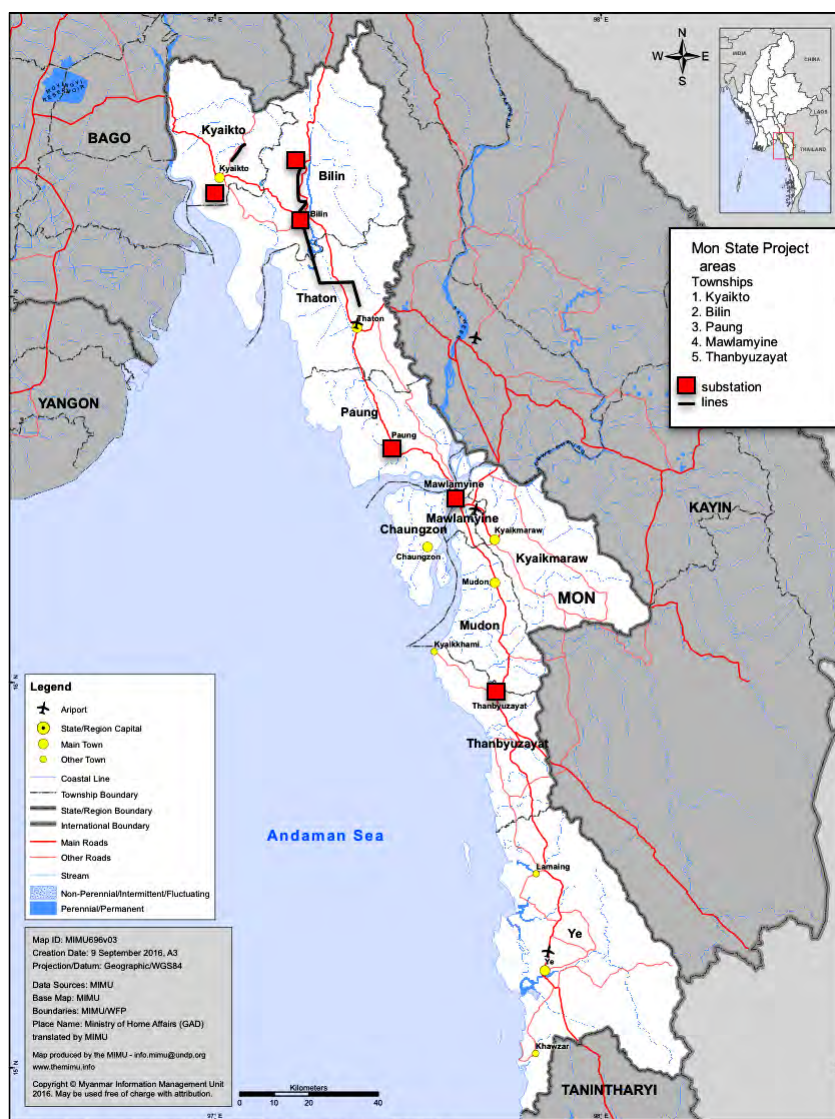 97°E
98°E
N
W
E
S
INDIA
CHINA
LAOS
THAILAND
MOYINGYI
RESERVOIR
BAGO
Kyaikto
Kyaikto
Bilin
Bilin
Thaton
Thaton
YANGON
Paung
Paung
Mawlamyine
Mawlamyine
Chaungzon
Chaungzon
Kyaikmaraw
Kyaikmaraw
KAYIN
MON
Mudon
Mudon
Kyaikkhami
Thanbyuzayat
Thanbyuzayat
Andaman Sea
Lamaing
Ye
Ye
Khawzar
TANINTHARYI
Mon State Project
areas
Townships
1. Kyaikto
2. Bilin
3. Paung
4. Mawlamyine
5. Thanbyuzayat
substation
lines
Legend
Ariport
State/Region Capital
Main Town
Other Town
Coastal Line
Township Boundary
State/Region Boundary
International Boundary
Main Roads
Other Roads
Stream
Non-Perennial/Intermittent/Fluctuating
Perennial/Permanent
Map ID: MIMU696v03
Creation Date: 9 September 2016, A3
Projection/Datum: Geographic/WGS84
Data Sources: MIMU
Base Map: MIMU
Boundaries: MIMU/WFP
Place Name: Ministry of Home Affairs (GAD)
translated by MIMU
Map produced by the MIMU - info.mimu@undp.org
www.themimu.info
Copyright © Myanmar Information Management Unit
2016. May be used free of charge with attribution.
Kilometers
0 20 40
97°E
98°E